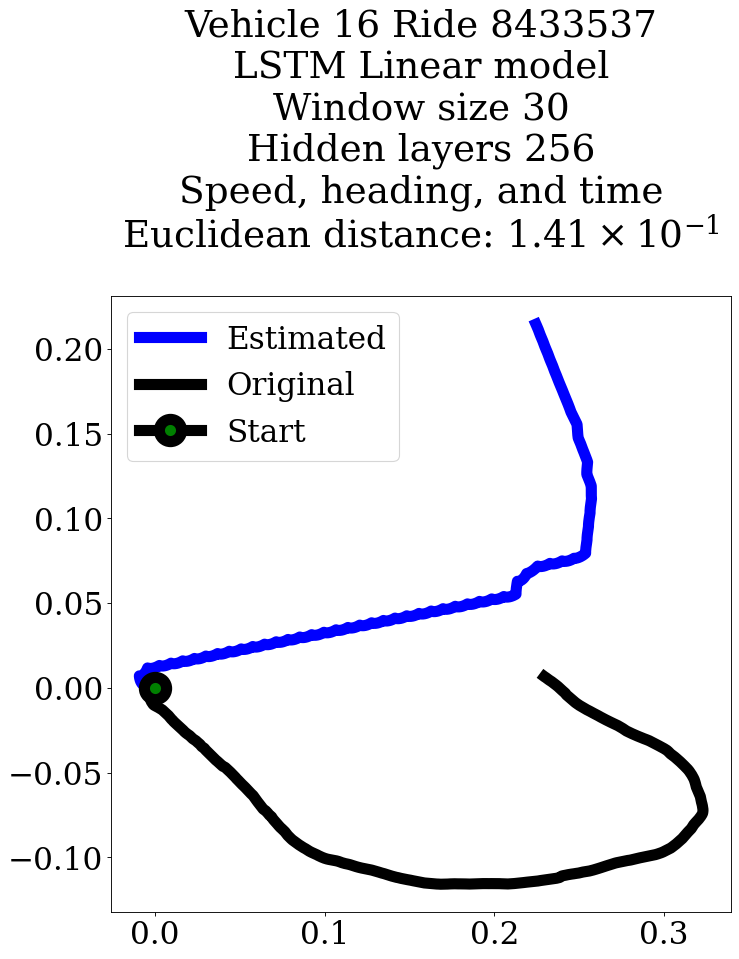 Vehicle 16 Ride 8433537
LSTM Linear model
Window size 30
Hidden layers 256
Speed, heading, and time
Euclidean distance: 1.41 × 10⁻¹
Estimated
Original
Start
0.20
0.15
0.10
0.05
0.00
−0.05
−0.10
0.0 0.1 0.2 0.3